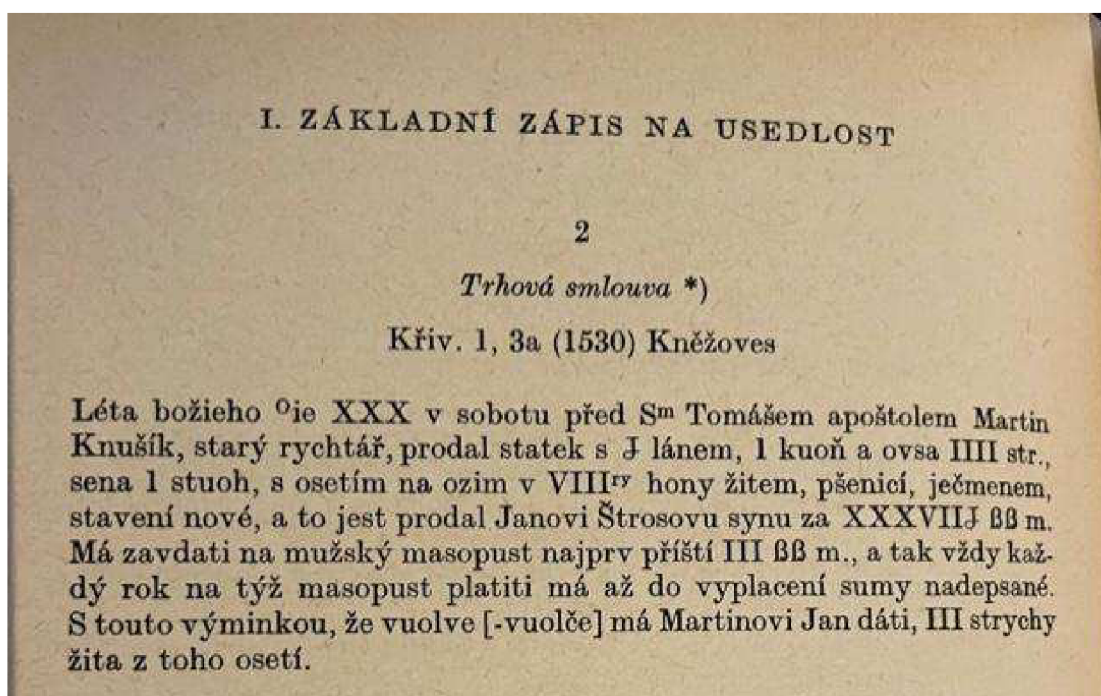 I. ZÁKLADNÍ ZÁPIS NA USEDLOST
2
Trhová smlouva *)
Křiv. 1, 3a (1530) Kněžoves
Léta božieho ⁰ie XXX v sobotu před Sᵐ Tomášem apoštolem Martin
Knušík, starý rychtář, prodal statek s J lánem, 1 kuoň a ovsa IIII str.,
sena 1 stuoh, s osetím na ozim v VIIIʳʸ hony žitem, pšenicí, ječmenem,
stavení nové, a to jest prodal Janovi Štrosovu synu za XXXVIIJ ßß m.
Má zavdati na mužský masopust najprv příští III ßß m., a tak vždy kaž-
dý rok na týž masopust platiti má až do vyplacení sumy nadepsané.
S touto výminkou, že vuolve [-vuolče] má Martinovi Jan dáti, III strychy
žita z toho osetí.